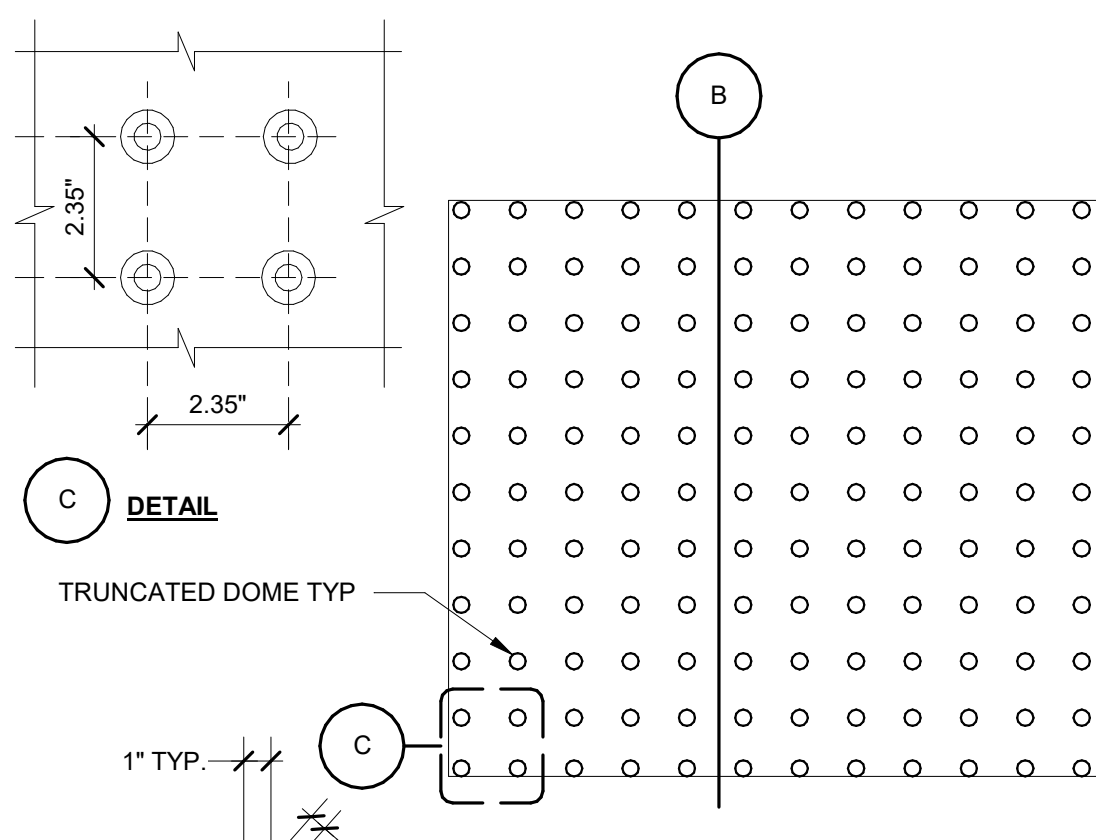 B
2.35"
2.35"
C
DETAIL
TRUNCATED DOME TYP
C
1" TYP.